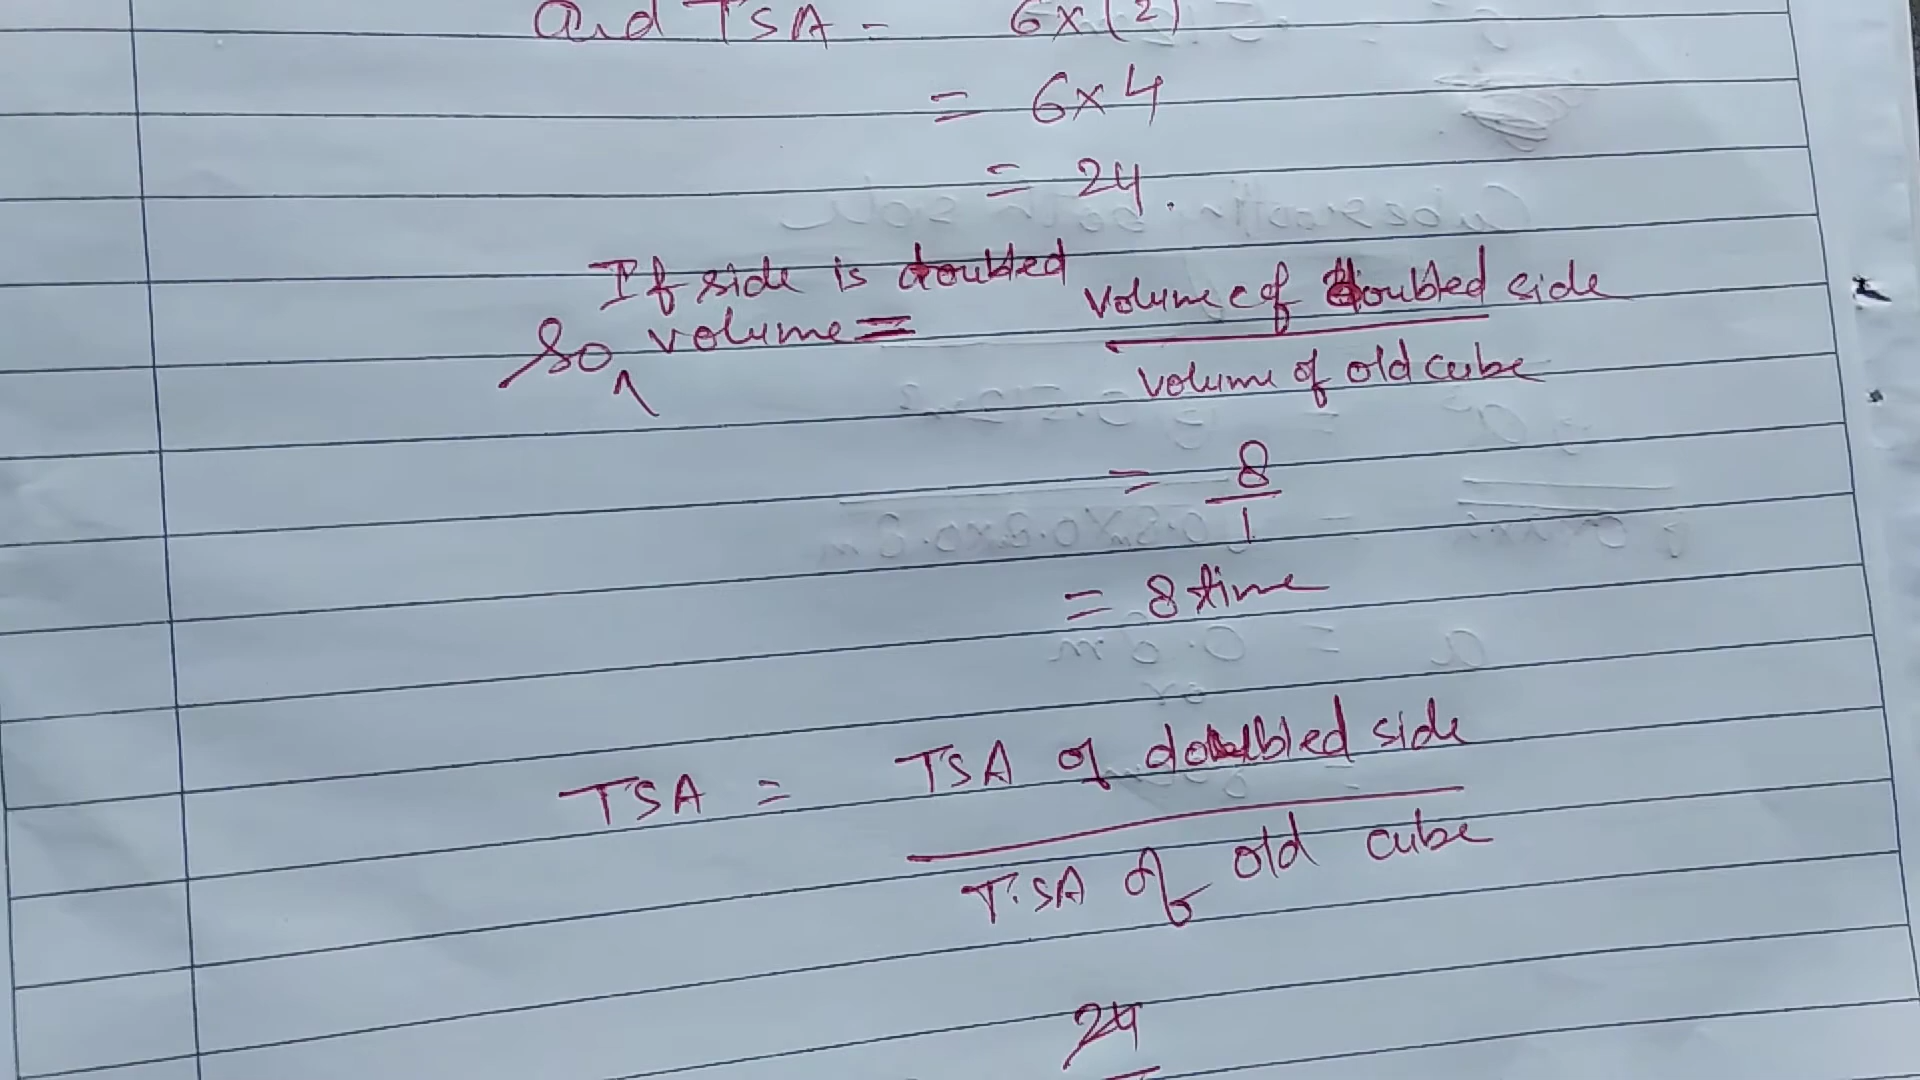 and TSA = 6×(2)
= 6×4
= 24.
If side is doubled
So, volume = volume of doubled side
volume of old cube
= 8
1
= 8 time
TSA = TSA of doubled side
T.SA of old cube
24